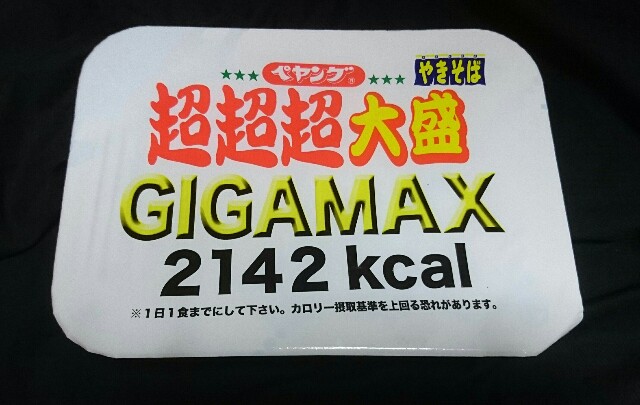 ★★★ ペヤング® ★★★ やきそば
超超超大盛
GIGAMAX
2142 kcal
※１日１食までにして下さい。カロリー摂取基準を上回る恐れがあります。